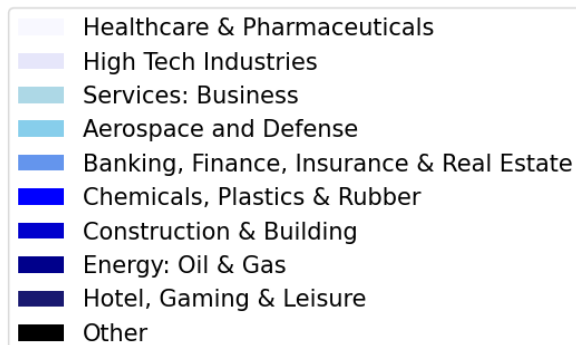 Healthcare & Pharmaceuticals
High Tech Industries
Services: Business
Aerospace and Defense
Banking, Finance, Insurance & Real Estate
Chemicals, Plastics & Rubber
Construction & Building
Energy: Oil & Gas
Hotel, Gaming & Leisure
Other